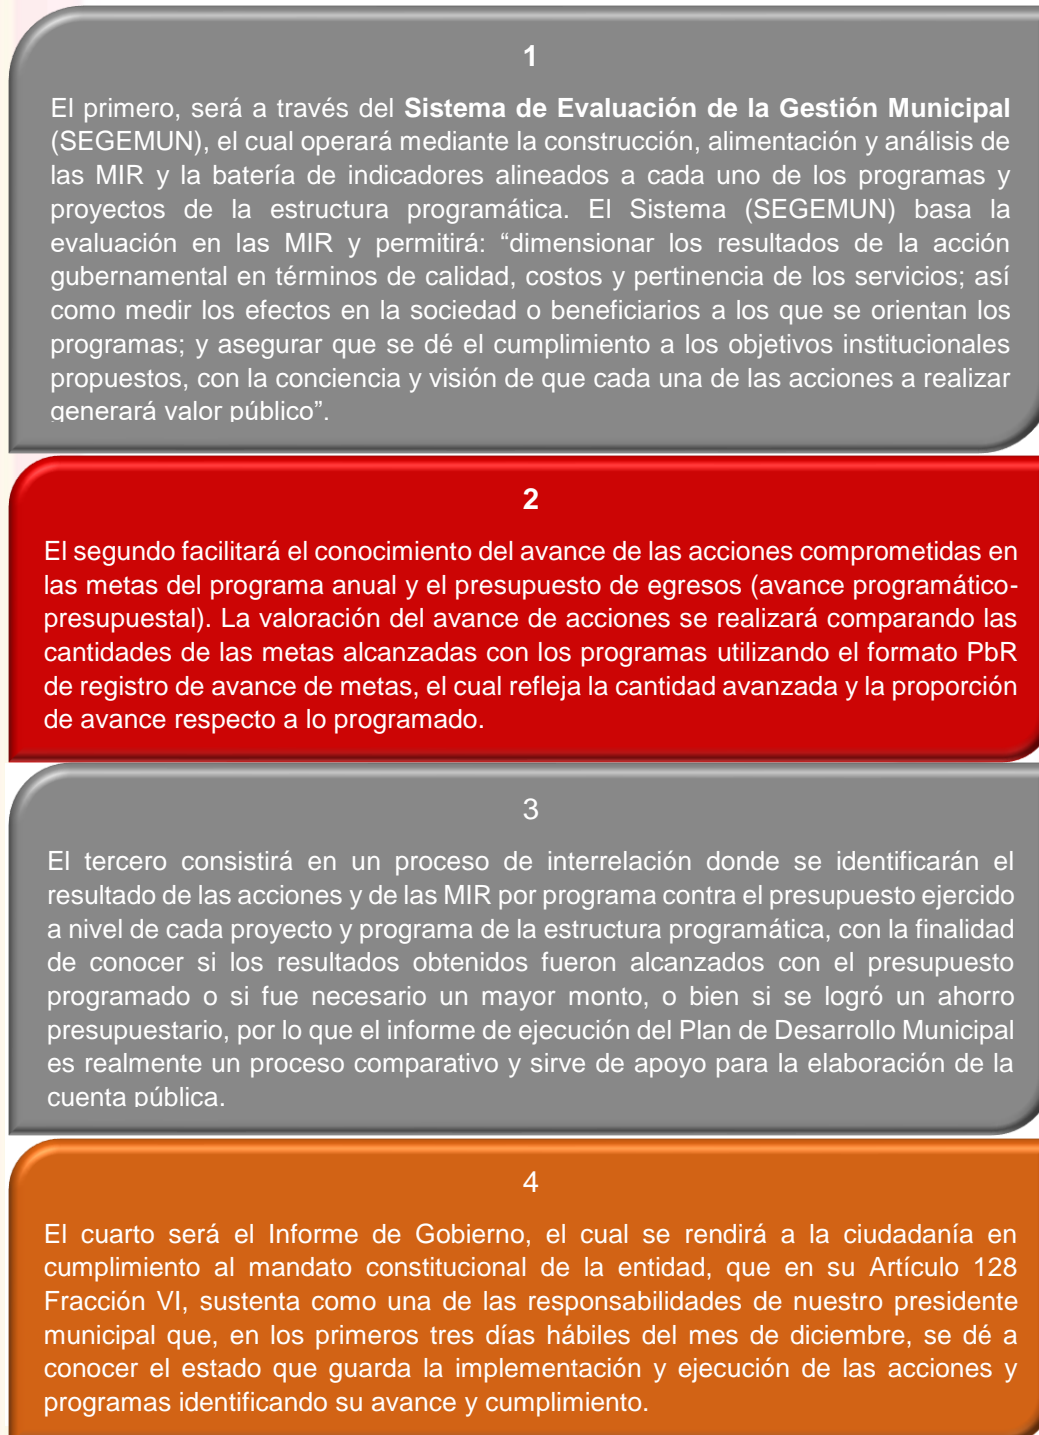 1
El primero, será a través del Sistema de Evaluación de la Gestión Municipal
(SEGEMUN), el cual operará mediante la construcción, alimentación y análisis de
las MIR y la batería de indicadores alineados a cada uno de los programas y
proyectos de la estructura programática. El Sistema (SEGEMUN) basa la
evaluación en las MIR y permitirá: “dimensionar los resultados de la acción
gubernamental en términos de calidad, costos y pertinencia de los servicios; así
como medir los efectos en la sociedad o beneficiarios a los que se orientan los
programas; y asegurar que se dé el cumplimiento a los objetivos institucionales
propuestos, con la conciencia y visión de que cada una de las acciones a realizar
generará valor público”.
2
El segundo facilitará el conocimiento del avance de las acciones comprometidas en
las metas del programa anual y el presupuesto de egresos (avance programático-
presupuestal). La valoración del avance de acciones se realizará comparando las
cantidades de las metas alcanzadas con los programas utilizando el formato PbR
de registro de avance de metas, el cual refleja la cantidad avanzada y la proporción
de avance respecto a lo programado.
3
El tercero consistirá en un proceso de interrelación donde se identificarán el
resultado de las acciones y de las MIR por programa contra el presupuesto ejercido
a nivel de cada proyecto y programa de la estructura programática, con la finalidad
de conocer si los resultados obtenidos fueron alcanzados con el presupuesto
programado o si fue necesario un mayor monto, o bien si se logró un ahorro
presupuestario, por lo que el informe de ejecución del Plan de Desarrollo Municipal
es realmente un proceso comparativo y sirve de apoyo para la elaboración de la
cuenta pública.
4
El cuarto será el Informe de Gobierno, el cual se rendirá a la ciudadanía en
cumplimiento al mandato constitucional de la entidad, que en su Artículo 128
Fracción VI, sustenta como una de las responsabilidades de nuestro presidente
municipal que, en los primeros tres días hábiles del mes de diciembre, se dé a
conocer el estado que guarda la implementación y ejecución de las acciones y
programas identificando su avance y cumplimiento.